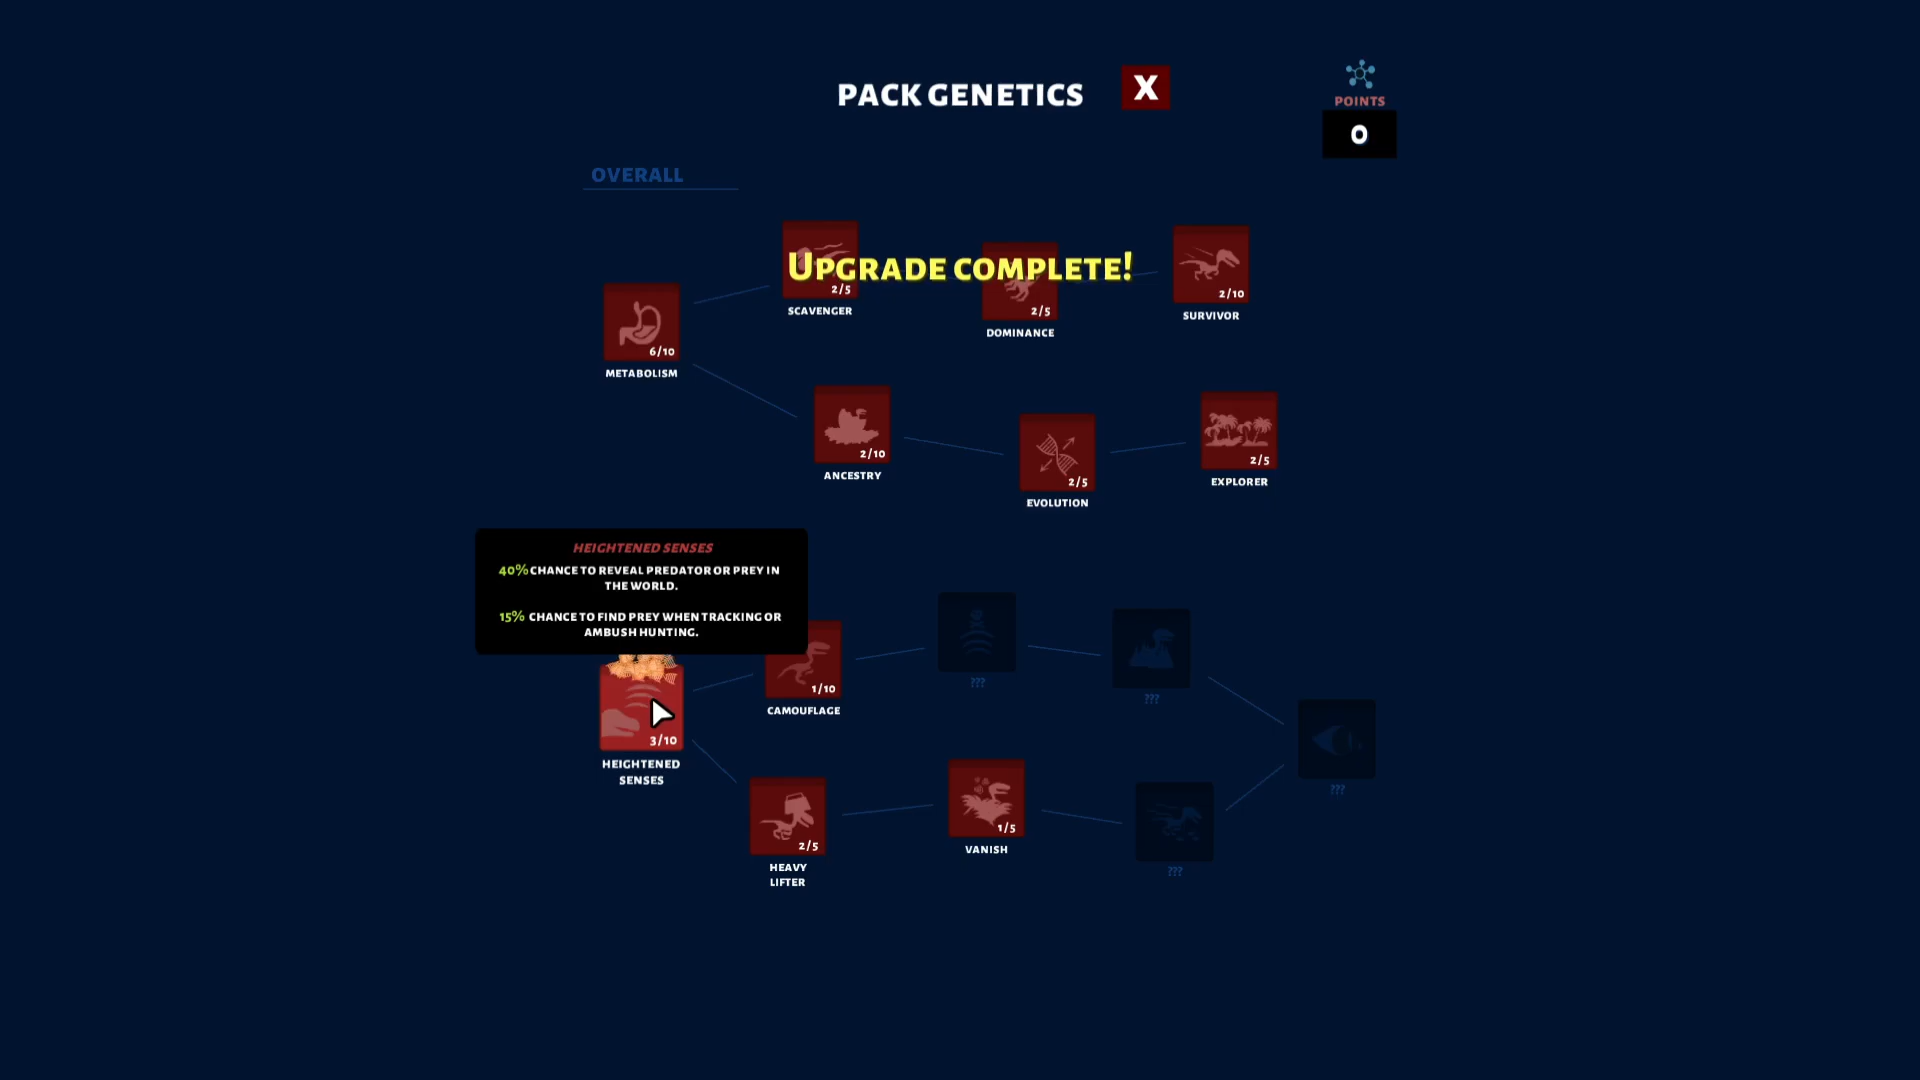 PACK GENETICS
X
POINTS
0
OVERALL
UPGRADE COMPLETE!
2/5
SCAVENGER
2/5
DOMINANCE
2/10
SURVIVOR
6/10
METABOLISM
2/10
ANCESTRY
2/5
EVOLUTION
2/5
EXPLORER
HEIGHTENED SENSES
40% CHANCE TO REVEAL PREDATOR OR PREY IN
THE WORLD.
15% CHANCE TO FIND PREY WHEN TRACKING OR
AMBUSH HUNTING.
1/10
CAMOUFLAGE
???
???
3/10
HEIGHTENED
SENSES
???
2/5
HEAVY
LIFTER
1/5
VANISH
???